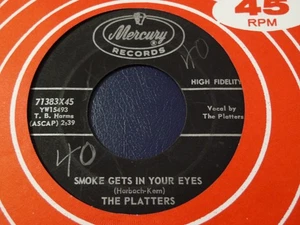 45
RPM
Mercury
RECORDS
40
40
HIGH FIDELITY
71383X45
YW15493
T. B. Harms
(ASCAP) 2:39
Vocal by
The Platters
SMOKE GETS IN YOUR EYES
(Harbach-Kern)
THE PLATTERS